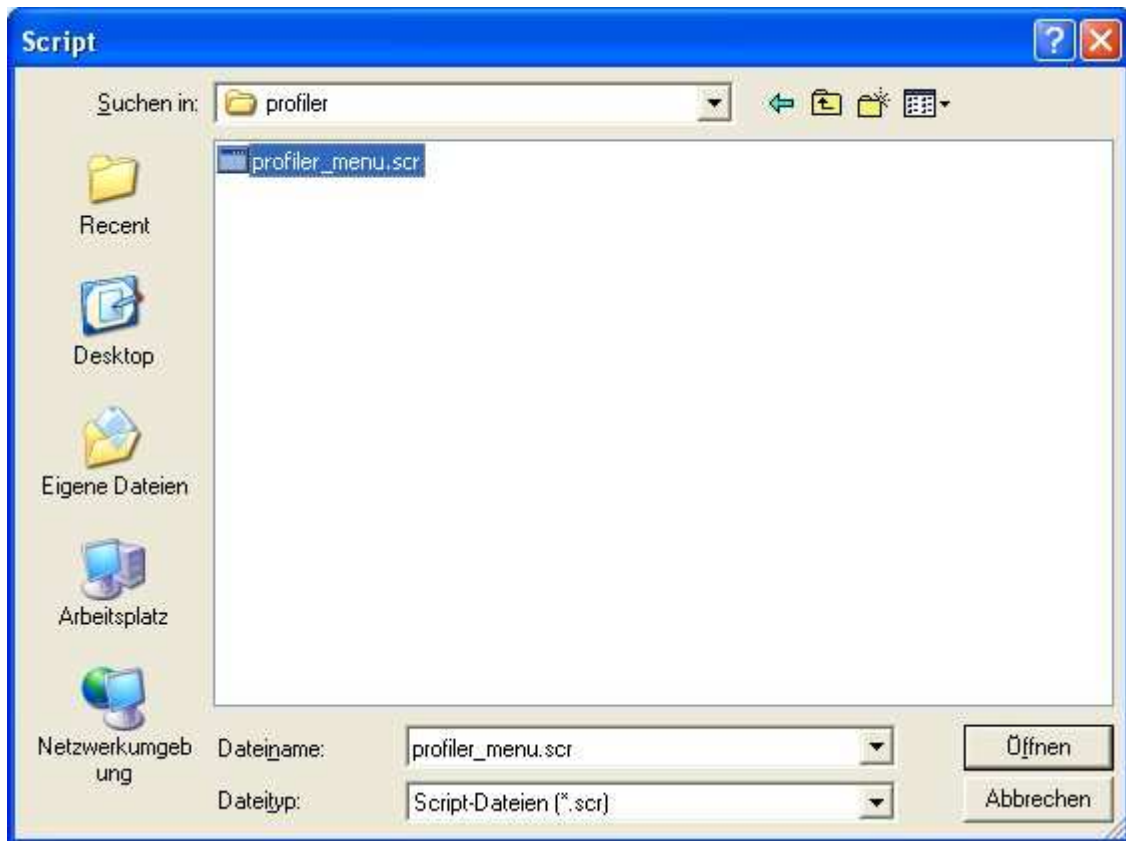 Script
Suchen in:
profiler
profiler_menu.scr
Recent
Desktop
Eigene Dateien
Arbeitsplatz
Netzwerkumgeb
ung
Dateiname:
profiler_menu.scr
Öffnen
Dateityp:
Script-Dateien (*.scr)
Abbrechen